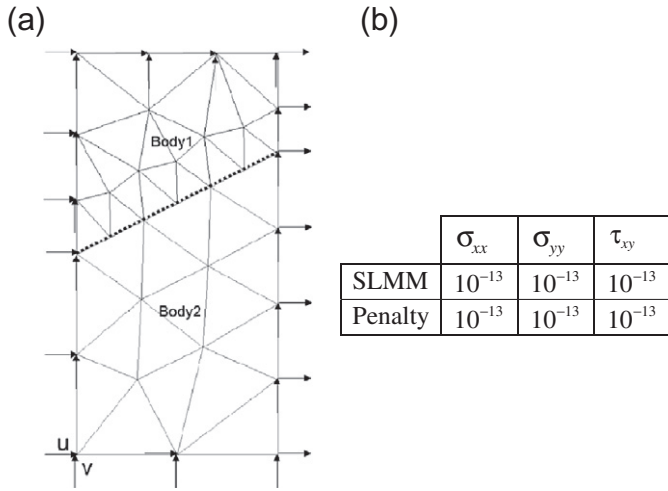 (a)
(b)
Body1
Body2
u
v
σxx σyy τxy
SLMM 10⁻¹³ 10⁻¹³ 10⁻¹³
Penalty 10⁻¹³ 10⁻¹³ 10⁻¹³